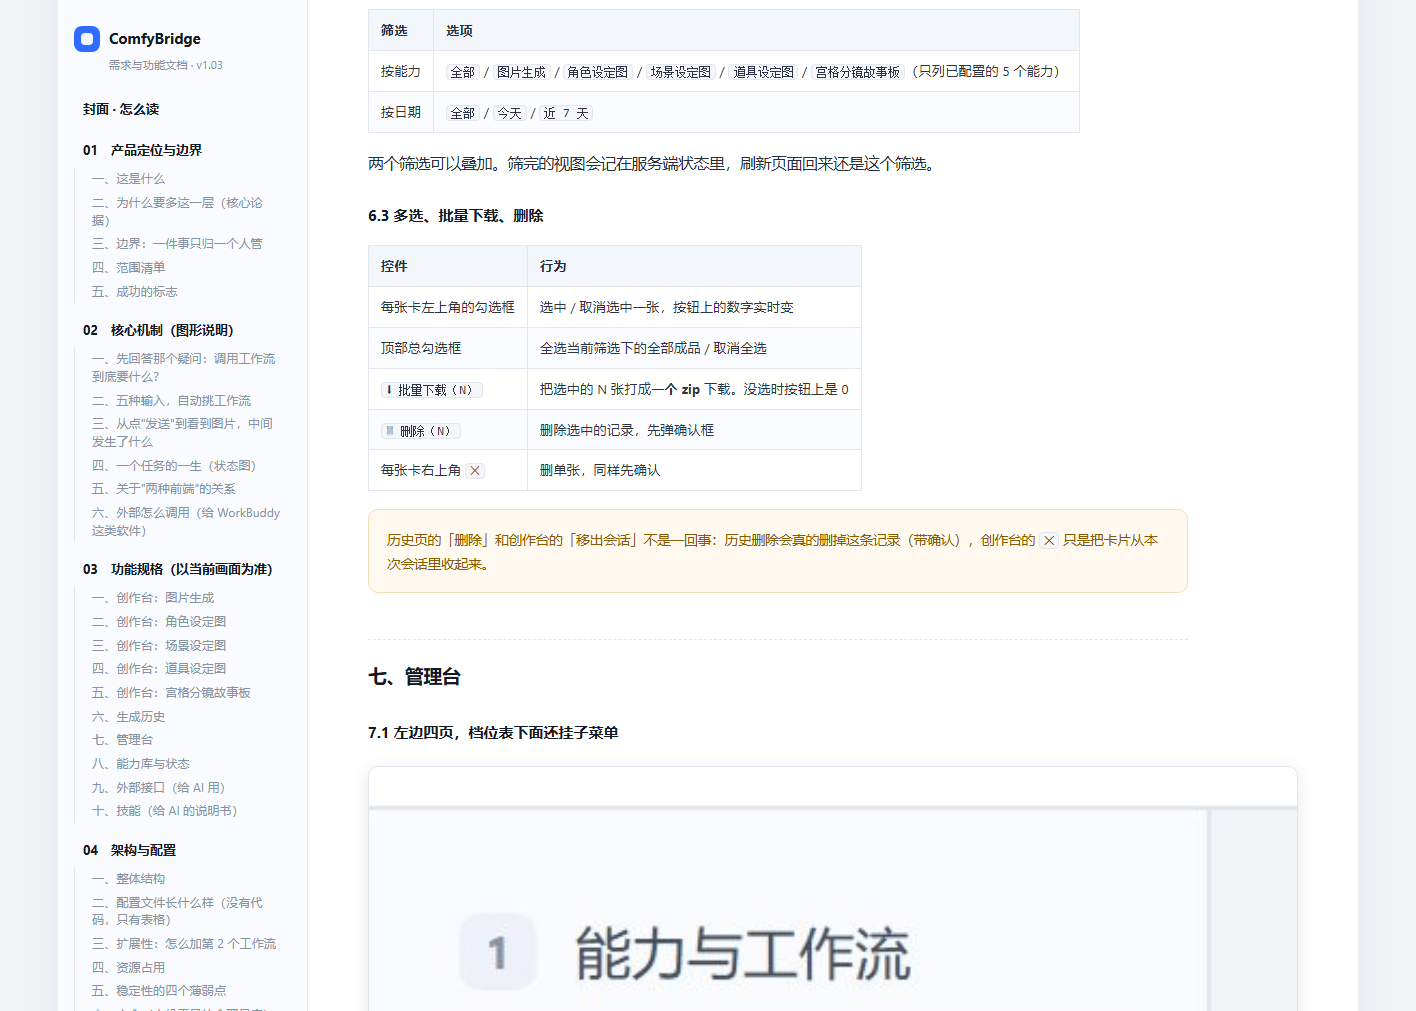 ComfyBridge
需求与功能文档 · v1.03
封面 · 怎么读
01 产品定位与边界
一、这是什么
二、为什么要多这一层（核心论
据）
三、边界：一件事只归一个人管
四、范围清单
五、成功的标志
02 核心机制（图形说明）
一、先回答那个疑问：调用工作流
到底要什么？
二、五种输入，自动挑工作流
三、从点"发送"到看到图片，中间
发生了什么
四、一个任务的一生（状态图）
五、关于"两种前端"的关系
六、外部怎么调用（给 WorkBuddy
这类软件）
03 功能规格（以当前画面为准）
一、创作台：图片生成
二、创作台：角色设定图
三、创作台：场景设定图
四、创作台：道具设定图
五、创作台：宫格分镜故事板
六、生成历史
七、管理台
八、能力库与状态
九、外部接口（给 AI 用）
十、技能（给 AI 的说明书）
04 架构与配置
一、整体结构
二、配置文件长什么样（没有代
码，只有表格）
三、扩展性：怎么加第 2 个工作流
四、资源占用
五、稳定性的四个薄弱点
筛选 选项
按能力 全部 / 图片生成 / 角色设定图 / 场景设定图 / 道具设定图 / 宫格分镜故事板 （只列已配置的 5 个能力）
按日期 全部 / 今天 / 近 7 天
两个筛选可以叠加。筛完的视图会记在服务端状态里，刷新页面回来还是这个筛选。
6.3 多选、批量下载、删除
控件 行为
每张卡左上角的勾选框 选中 / 取消选中一张，按钮上的数字实时变
顶部总勾选框 全选当前筛选下的全部成品 / 取消全选
⬇ 批量下载（N） 把选中的 N 张打成一个 zip 下载。没选时按钮上是 0
🗑 删除（N） 删除选中的记录，先弹确认框
每张卡右上角 ✕ 删单张，同样先确认
历史页的「删除」和创作台的「移出会话」不是一回事：历史删除会真的删掉这条记录（带确认），创作台的 ✕ 只是把卡片从本
次会话里收起来。
七、管理台
7.1 左边四页，档位表下面还挂子菜单
1 能力与工作流